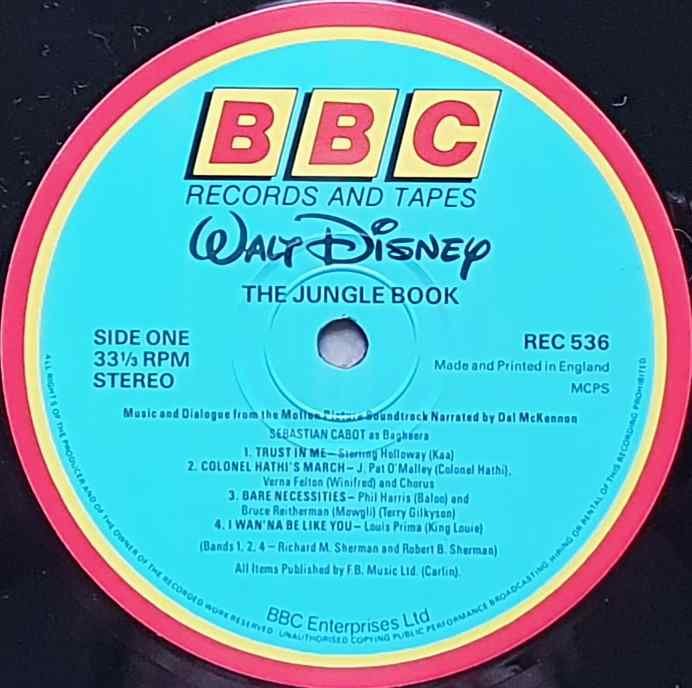 BBC
RECORDS AND TAPES
WALT DISNEY
THE JUNGLE BOOK
SIDE ONE
33⅓ RPM
STEREO
REC 536
Made and Printed in England
MCPS
Music and Dialogue from the Motion Picture Soundtrack Narrated by Dal McKennon
SEBASTIAN CABOT as Bagheera
1. TRUST IN ME – Sterling Holloway (Kaa)
2. COLONEL HATHI'S MARCH – J. Pat O'Malley (Colonel Hathi),
Verna Felton (Winifred) and Chorus
3. BARE NECESSITIES – Phil Harris (Baloo) and
Bruce Reitherman (Mowgli) (Terry Gilkyson)
4. I WAN'NA BE LIKE YOU – Louis Prima (King Louie)
(Bands 1, 2, 4 – Richard M. Sherman and Robert B. Sherman)
All Items Published by F.B. Music Ltd. (Carlin).
BBC Enterprises Ltd
ALL RIGHTS OF THE PRODUCER AND OF THE OWNER OF THE RECORDED WORK RESERVED · UNAUTHORISED COPYING PUBLIC PERFORMANCE BROADCASTING HIRING OR RENTAL OF THIS RECORDING PROHIBITED.